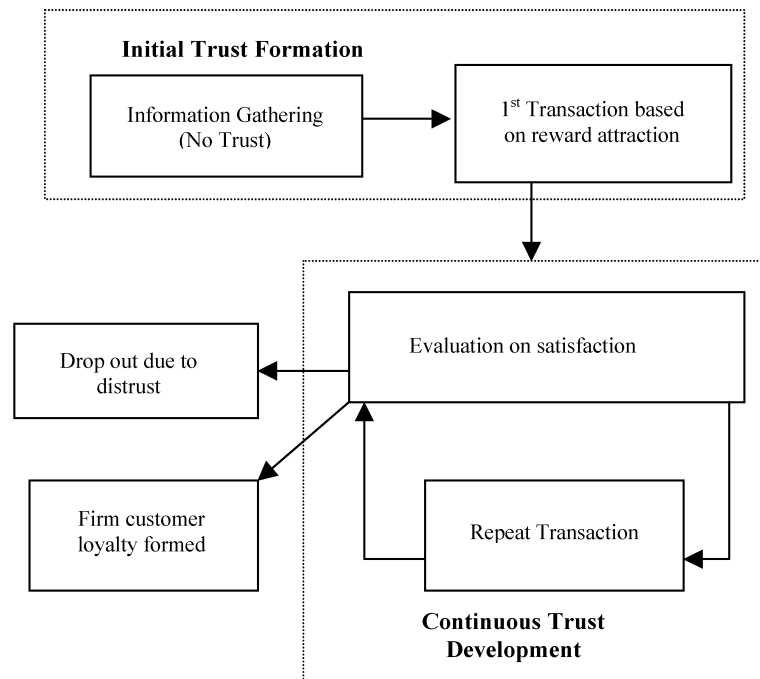 Initial Trust Formation
Information Gathering
(No Trust)
1st Transaction based
on reward attraction
Evaluation on satisfaction
Drop out due to
distrust
Firm customer
loyalty formed
Repeat Transaction
Continuous Trust
Development